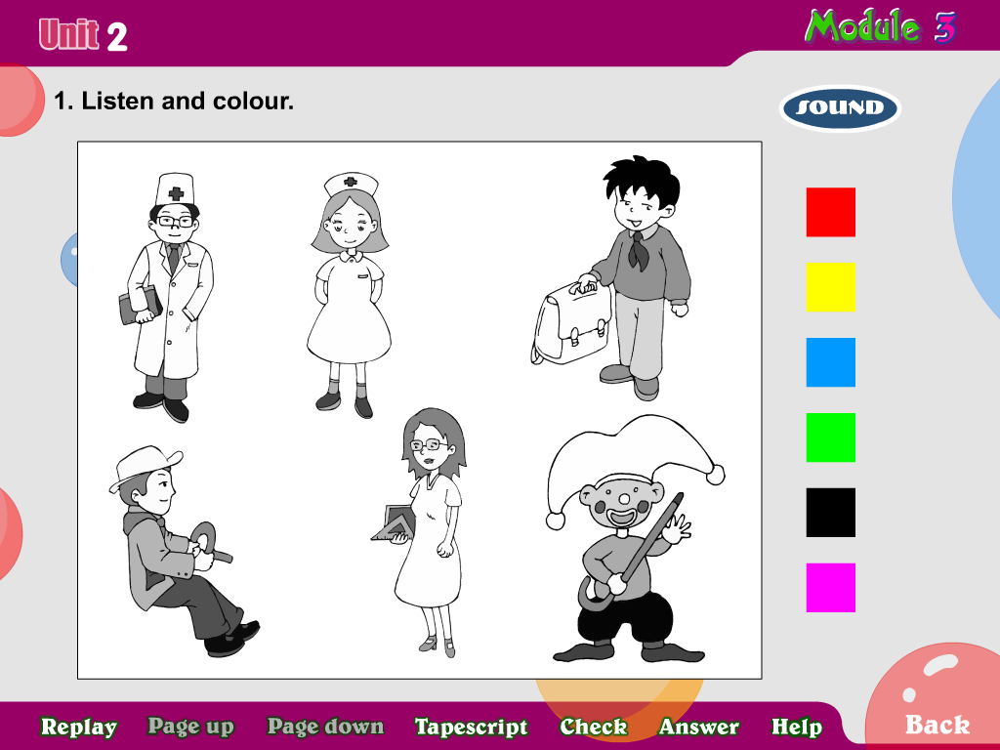 Unit 2
Module 3
1. Listen and colour.
SOUND
Replay Page up Page down Tapescript Check Answer Help Back